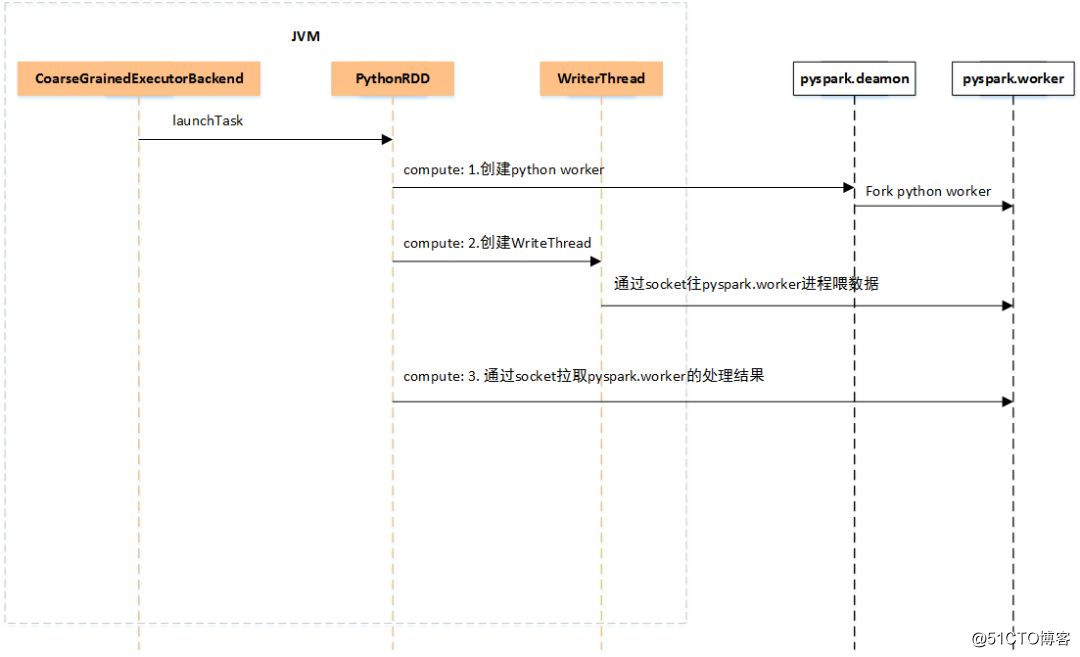 JVM
CoarseGrainedExecutorBackend
PythonRDD
WriterThread
pyspark.deamon
pyspark.worker
launchTask
compute: 1.创建python worker
Fork python worker
compute: 2.创建WriteThread
通过socket往pyspark.worker进程喂数据
compute: 3. 通过socket拉取pyspark.worker的处理结果
@51CTO博客